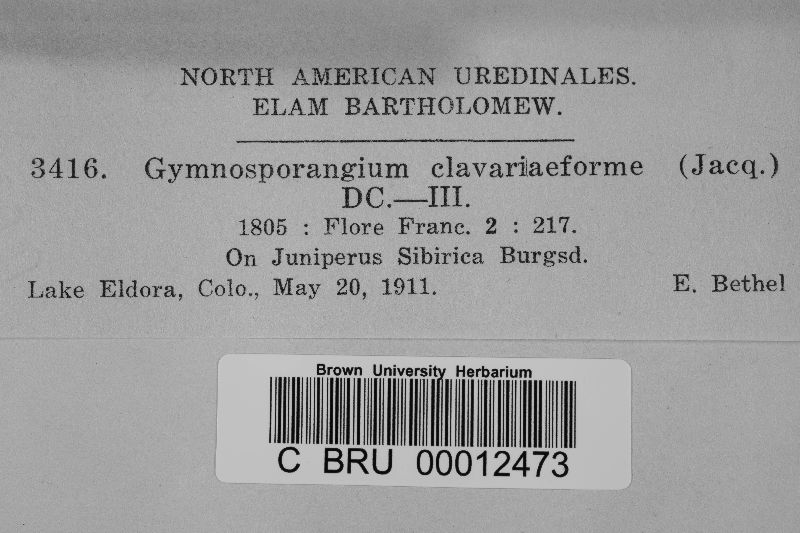 NORTH AMERICAN UREDINALES.
ELAM BARTHOLOMEW.
3416. Gymnosporangium clavariaeforme (Jacq.)
DC.—III.
1805 : Flore Franc. 2 : 217.
On Juniperus Sibirica Burgsd.
Lake Eldora, Colo., May 20, 1911. E. Bethel
Brown University Herbarium
C BRU 00012473